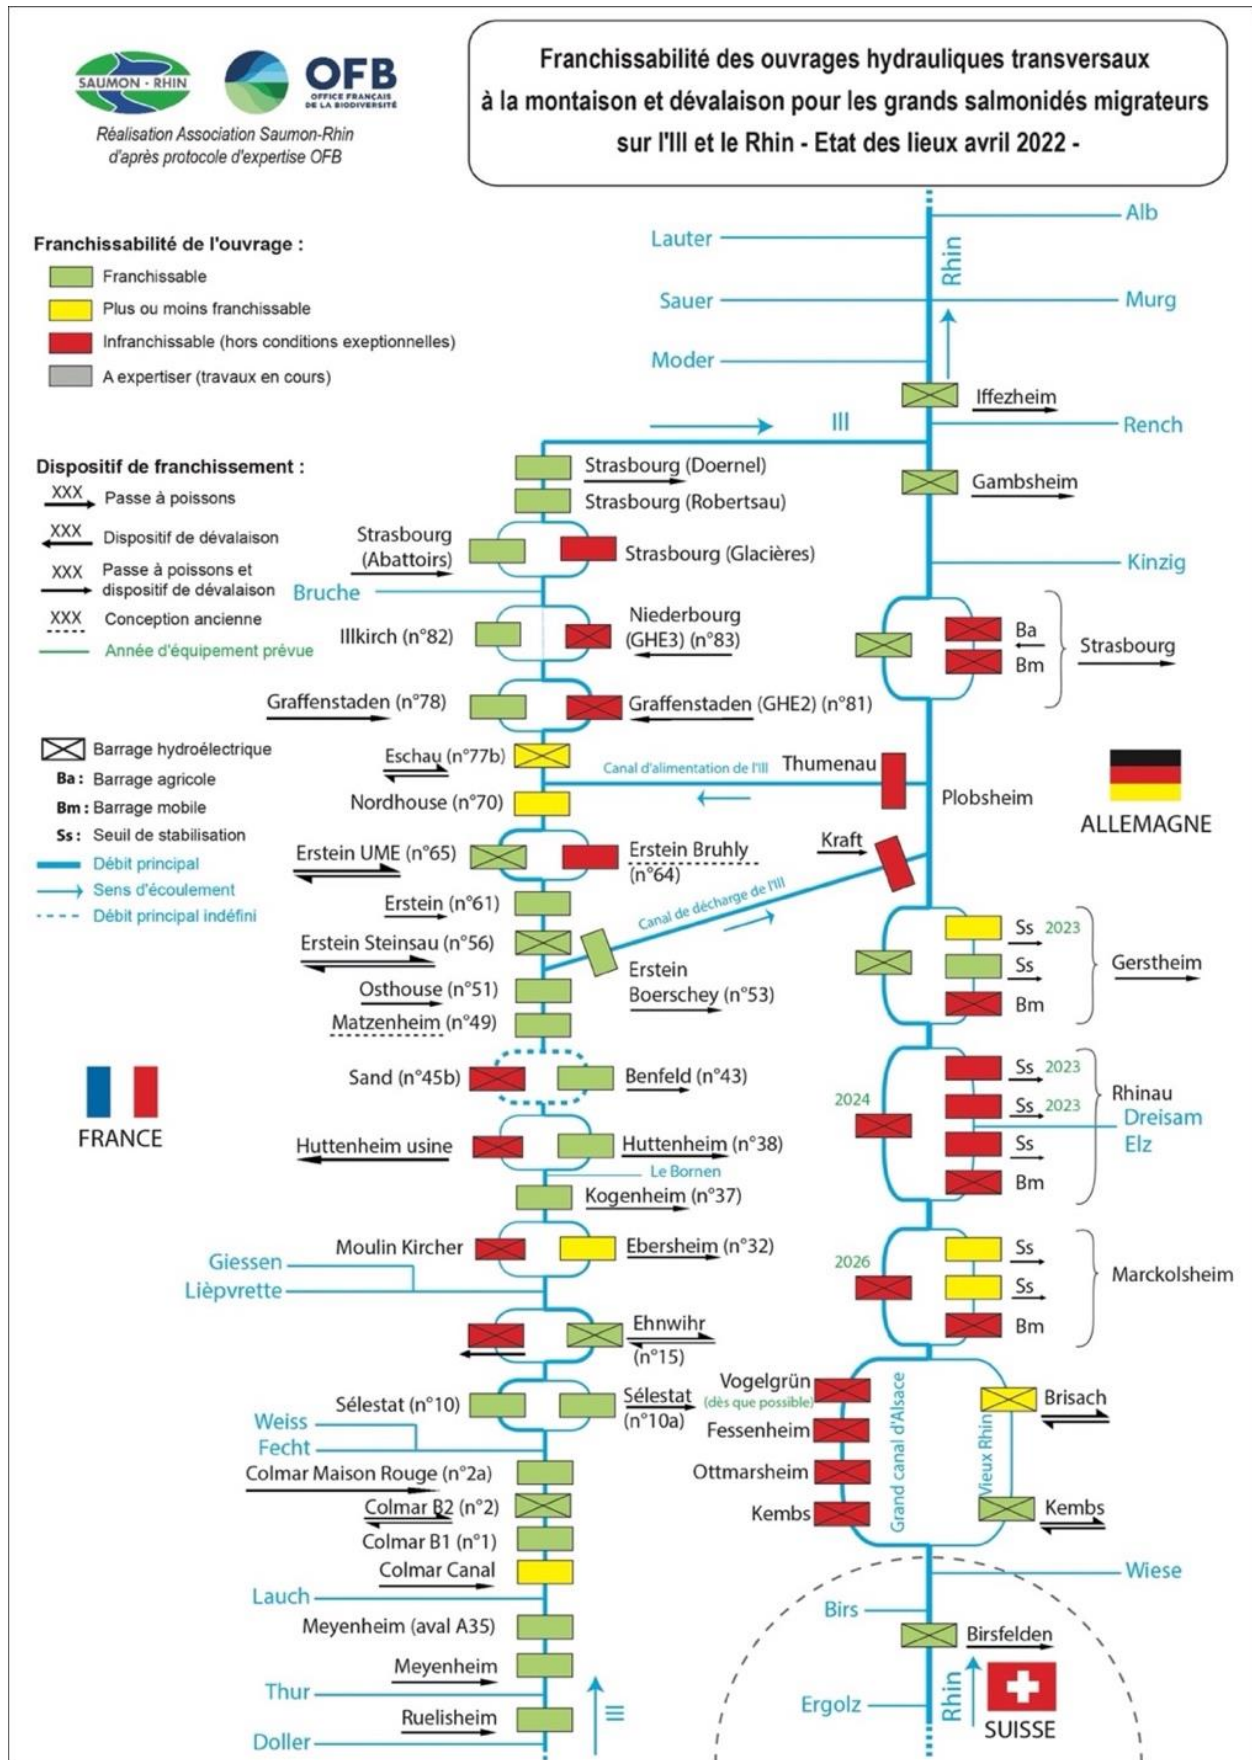 SAUMON - RHIN
OFB
OFFICE FRANÇAIS
DE LA BIODIVERSITÉ
Réalisation Association Saumon-Rhin
d'après protocole d'expertise OFB
Franchissabilité des ouvrages hydrauliques transversaux
à la montaison et dévalaison pour les grands salmonidés migrateurs
sur l'Ill et le Rhin - Etat des lieux avril 2022 -
Franchissabilité de l'ouvrage :
Franchissable
Plus ou moins franchissable
Infranchissable (hors conditions exeptionnelles)
A expertiser (travaux en cours)
Dispositif de franchissement :
XXX Passe à poissons
XXX Dispositif de dévalaison
XXX Passe à poissons et
dispositif de dévalaison
XXX Conception ancienne
Année d'équipement prévue
Barrage hydroélectrique
Ba : Barrage agricole
Bm : Barrage mobile
Ss : Seuil de stabilisation
Débit principal
Sens d'écoulement
Débit principal indéfini
FRANCE
Ill
Strasbourg (Doernel)
Strasbourg (Robertsau)
Strasbourg
(Abattoirs)
Strasbourg (Glacières)
Bruche
Illkirch (n°82)
Niederbourg
(GHE3) (n°83)
Graffenstaden (n°78)
Graffenstaden (GHE2) (n°81)
Eschau (n°77b)
Canal d'alimentation de l'Ill
Thumenau
Nordhouse (n°70)
Erstein UME (n°65)
Erstein Bruhly
(n°64)
Kraft
Erstein (n°61)
Canal de décharge de l'Ill
Erstein Steinsau (n°56)
Erstein
Boerschey (n°53)
Osthouse (n°51)
Matzenheim (n°49)
Sand (n°45b)
Benfeld (n°43)
Huttenheim usine
Huttenheim (n°38)
Le Bornen
Kogenheim (n°37)
Moulin Kircher
Ebersheim (n°32)
Giessen
Lièpvrette
Ehnwihr
(n°15)
Sélestat (n°10)
Sélestat
(n°10a)
Weiss
Fecht
Colmar Maison Rouge (n°2a)
Colmar B2 (n°2)
Colmar B1 (n°1)
Colmar Canal
Lauch
Meyenheim (aval A35)
Meyenheim
Thur
Ruelisheim
Doller
Ill
Alb
Lauter
Rhin
Sauer
Murg
Moder
Iffezheim
Rench
Gambsheim
Kinzig
Ba
Bm
Strasbourg
Plobsheim
ALLEMAGNE
Ss 2023
Ss
Bm
Gerstheim
2024
Ss 2023
Ss 2023
Ss
Bm
Rhinau
Dreisam
Elz
2026
Ss
Ss
Bm
Marckolsheim
Vogelgrün
(dès que possible)
Fessenheim
Ottmarsheim
Kembs
Grand canal d'Alsace
Vieux Rhin
Brisach
Kembs
Wiese
Birs
Birsfelden
Ergolz
Rhin
SUISSE